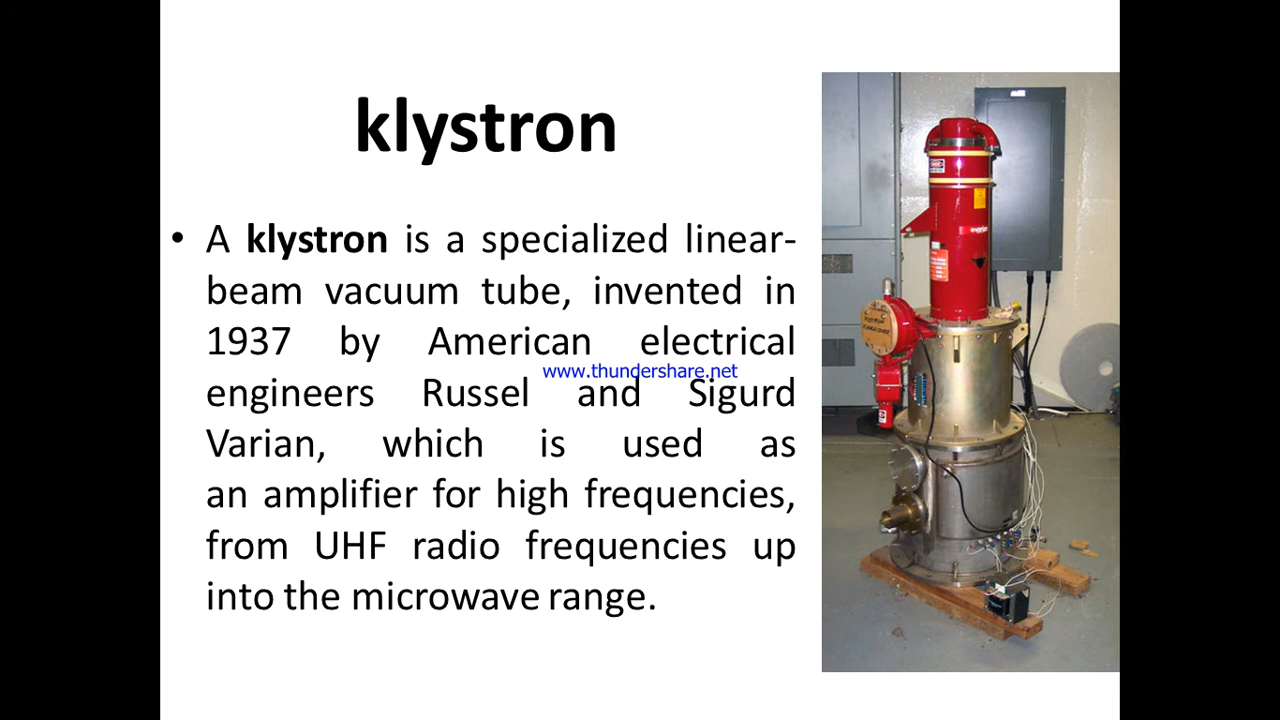 klystron
• A klystron is a specialized linear-
beam vacuum tube, invented in
1937 by American electrical
www.thundershare.net
engineers Russel and Sigurd
Varian, which is used as
an amplifier for high frequencies,
from UHF radio frequencies up
into the microwave range.